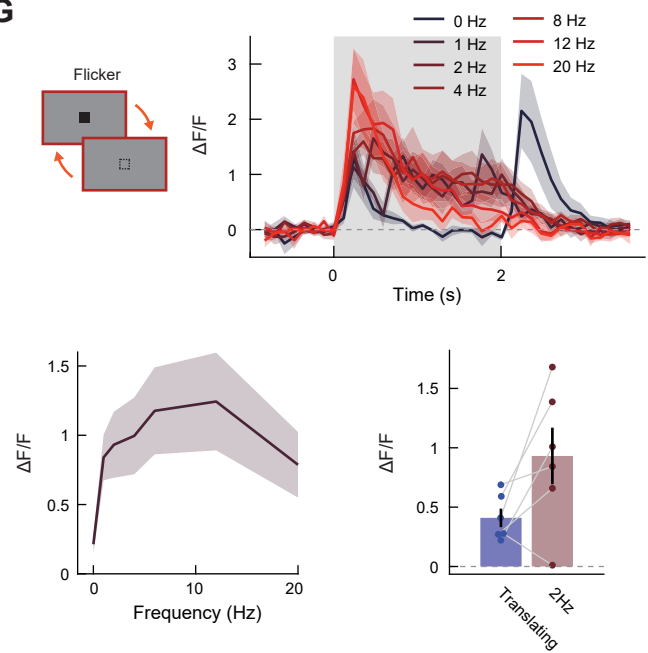 G
Flicker
0 Hz
1 Hz
2 Hz
4 Hz
8 Hz
12 Hz
20 Hz
ΔF/F
3
2
1
0
0
2
Time (s)
ΔF/F
1.5
1
0.5
0
0
10
20
Frequency (Hz)
ΔF/F
1.5
1
0.5
0
Translating
2Hz